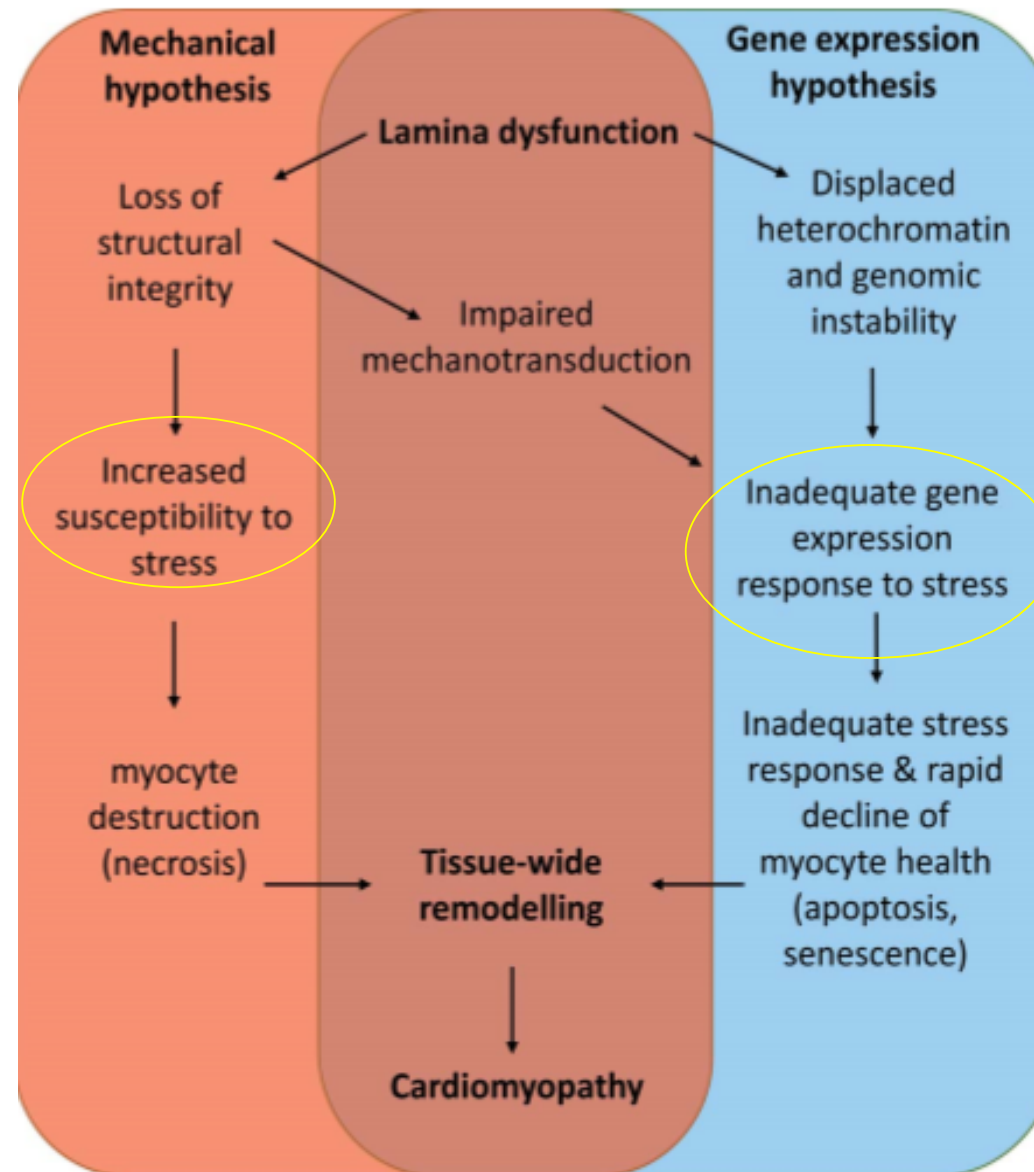 Mechanical
hypothesis
Gene expression
hypothesis
Lamina dysfunction
Loss of
structural
integrity
Displaced
heterochromatin
and genomic
instability
Impaired
mechanotransduction
Increased
susceptibility to
stress
Inadequate gene
expression
response to stress
myocyte
destruction
(necrosis)
Inadequate stress
response & rapid
decline of
myocyte health
(apoptosis,
senescence)
Tissue-wide
remodelling
Cardiomyopathy